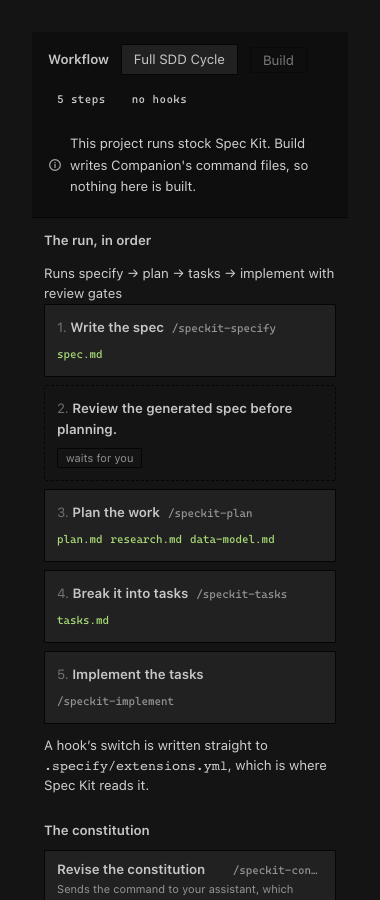 Workflow Full SDD Cycle Build
5 steps no hooks
This project runs stock Spec Kit. Build
writes Companion's command files, so
nothing here is built.
The run, in order
Runs specify → plan → tasks → implement with
review gates
1. Write the spec /speckit-specify
spec.md
2. Review the generated spec before
planning.
waits for you
3. Plan the work /speckit-plan
plan.md research.md data-model.md
4. Break it into tasks /speckit-tasks
tasks.md
5. Implement the tasks
/speckit-implement
A hook's switch is written straight to
.specify/extensions.yml, which is where
Spec Kit reads it.
The constitution
Revise the constitution /speckit-con…
Sends the command to your assistant, which